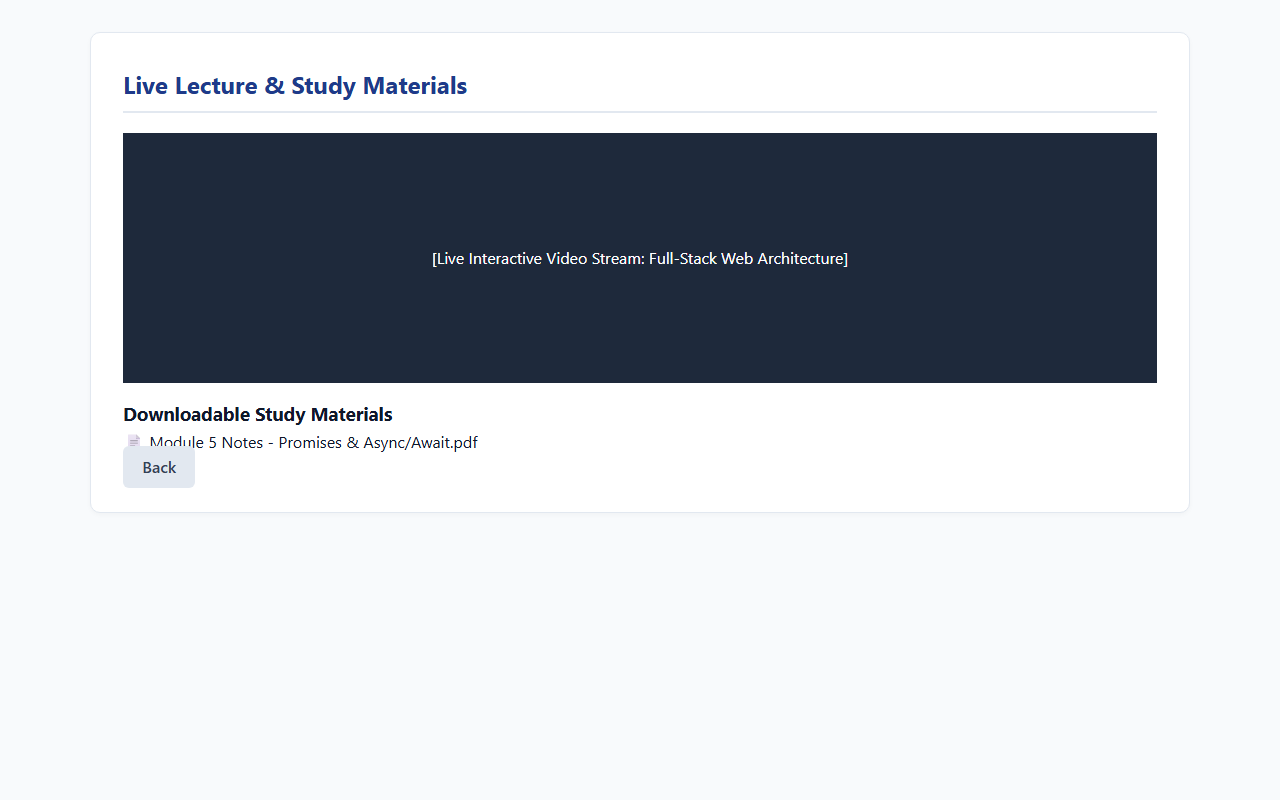 Live Lecture & Study Materials
[Live Interactive Video Stream: Full-Stack Web Architecture]
Downloadable Study Materials
Module 5 Notes - Promises & Async/Await.pdf
Back